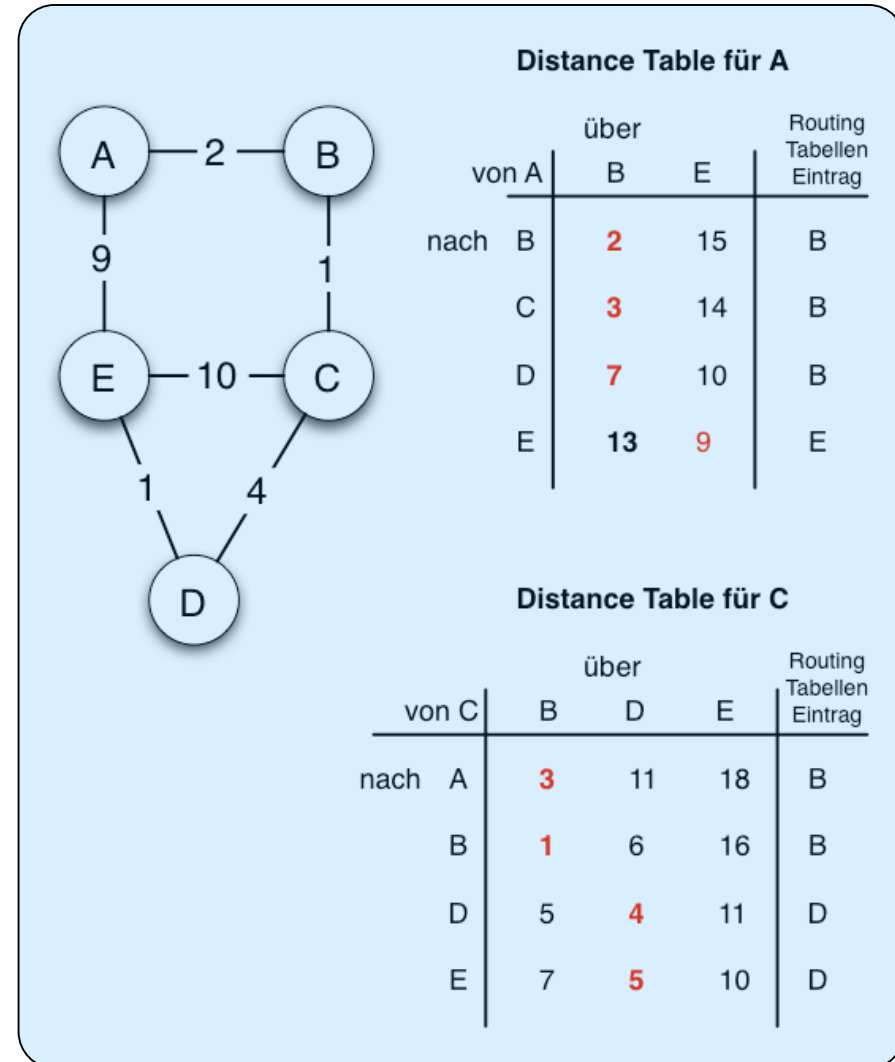 A 2 B
9 1
E 10 C
1 4
D
Distance Table für A
über
Routing
Tabellen
Eintrag
von A B E
nach B 2 15 B
C 3 14 B
D 7 10 B
E 13 9 E
Distance Table für C
über
Routing
Tabellen
Eintrag
von C B D E
nach A 3 11 18 B
B 1 6 16 B
D 5 4 11 D
E 7 5 10 D